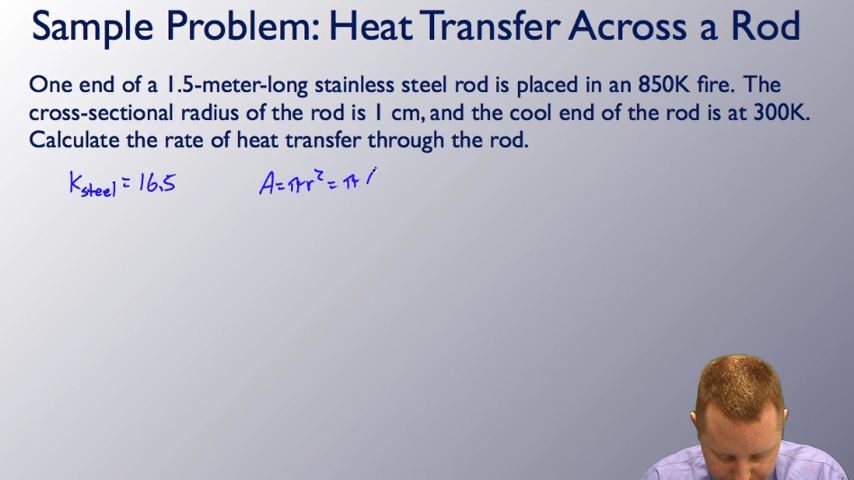 Sample Problem: Heat Transfer Across a Rod
One end of a 1.5-meter-long stainless steel rod is placed in an 850K fire. The
cross-sectional radius of the rod is 1 cm, and the cool end of the rod is at 300K.
Calculate the rate of heat transfer through the rod.
k steel = 16.5 A = πr² = π (